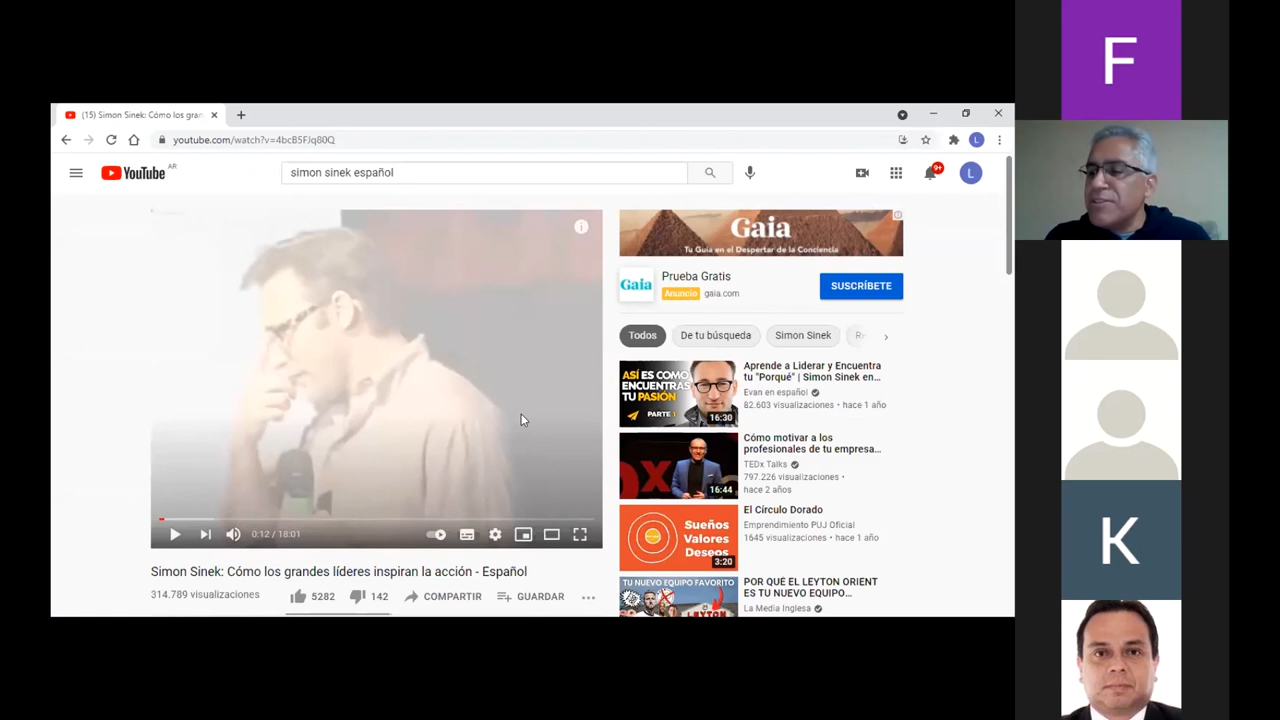 (15) Simon Sinek: Cómo los gran
youtube.com/watch?v=4bcB5FJq80Q
YouTube AR
simon sinek español
9+
L
L
Gaia
Tu Guía en el Despertar de la Conciencia
Gaia
Prueba Gratis
Anuncio gaia.com
SUSCRÍBETE
Todos
De tu búsqueda
Simon Sinek
ASÍ ES COMO
ENCUENTRAS
TU PASIÓN
PARTE 1
16:30
Aprende a Liderar y Encuentra
tu "Porqué" | Simon Sinek en...
Evan en español
82.603 visualizaciones • hace 1 año
16:44
Cómo motivar a los
profesionales de tu empresa...
TEDx Talks
797.226 visualizaciones •
hace 2 años
Sueños
Valores
Deseos
3:20
El Círculo Dorado
Emprendimiento PUJ Oficial
1645 visualizaciones • hace 1 año
TU NUEVO EQUIPO FAVORITO
LEYTON
POR QUÉ EL LEYTON ORIENT
ES TU NUEVO EQUIPO...
La Media Inglesa
0:12 / 18:01
Simon Sinek: Cómo los grandes líderes inspiran la acción - Español
314.789 visualizaciones
5282
142
COMPARTIR
GUARDAR
F
K